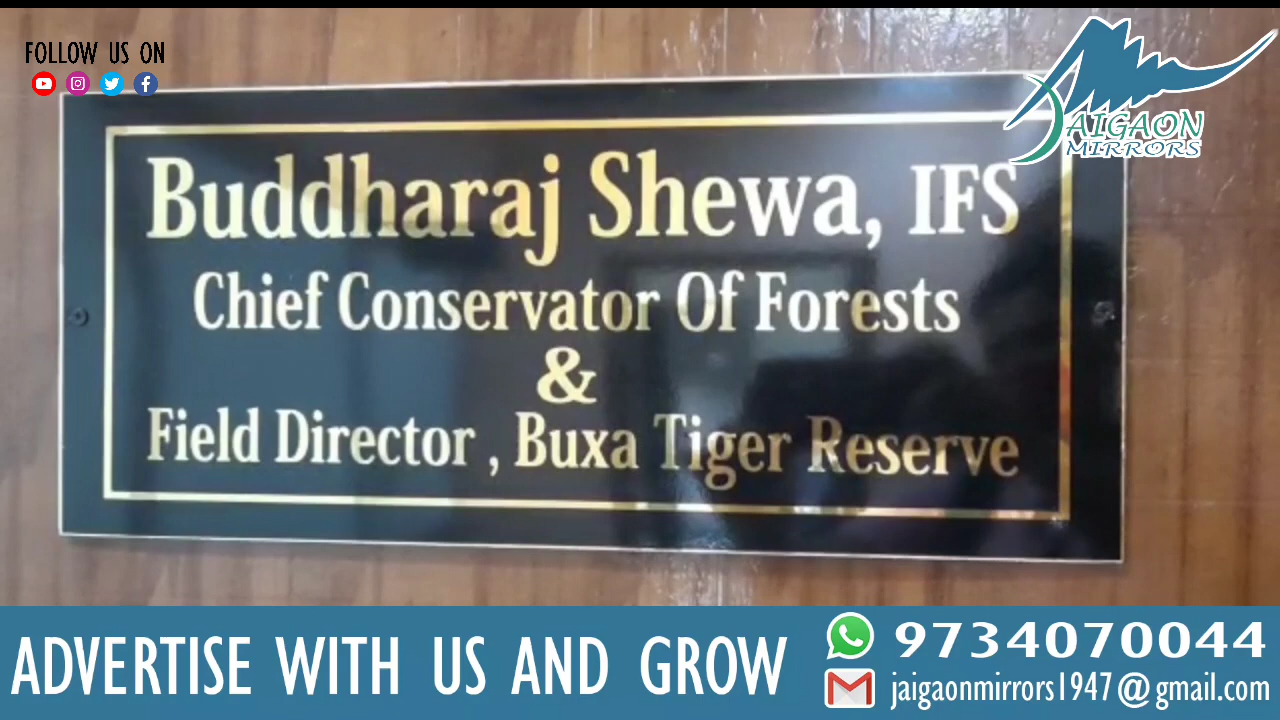 FOLLOW US ON
JAIGAON
MIRRORS
Buddharaj Shewa, IFS
Chief Conservator Of Forests
&
Field Director , Buxa Tiger Reserve
ADVERTISE WITH US AND GROW
9734070044
jaigaonmirrors1947@gmail.com